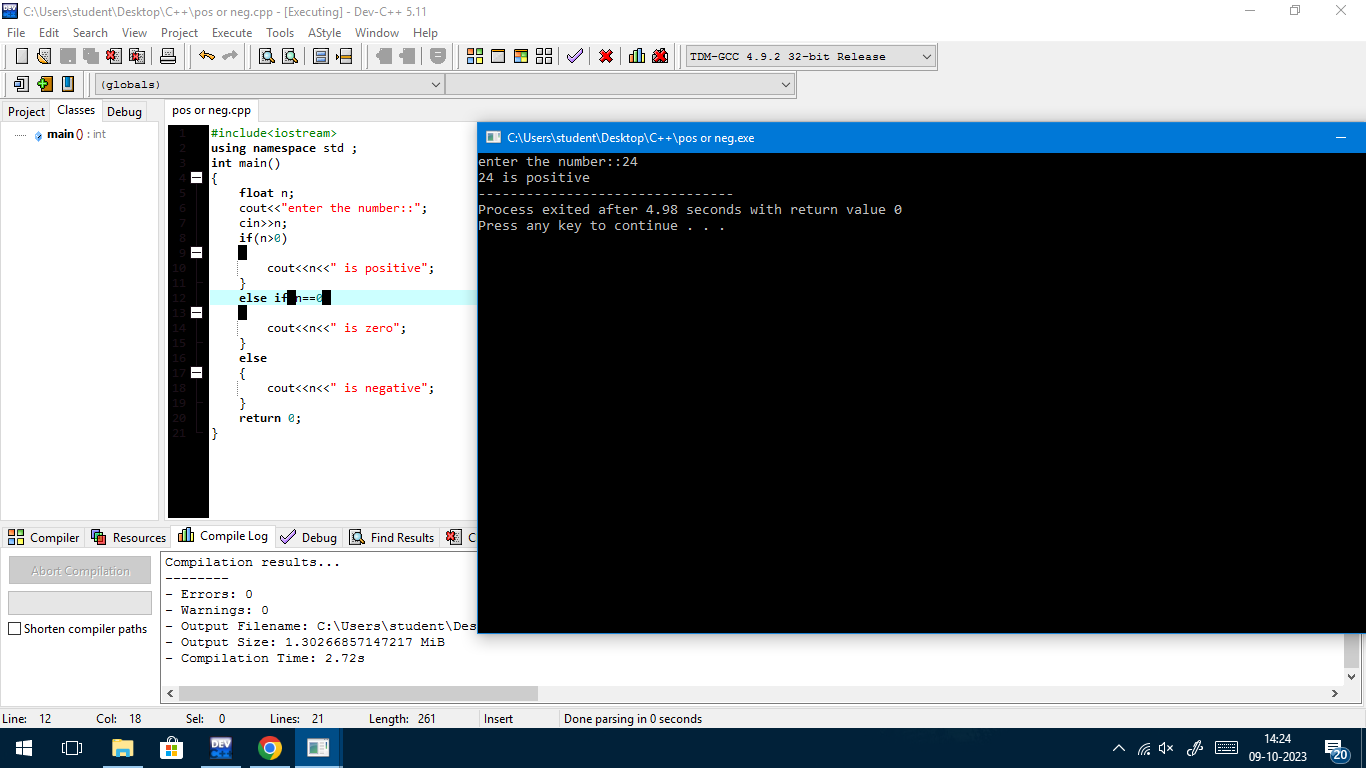 C:\Users\student\Desktop\C++\pos or neg.cpp - [Executing] - Dev-C++ 5.11
File Edit Search View Project Execute Tools AStyle Window Help
TDM-GCC 4.9.2 32-bit Release
(globals)
Project Classes Debug
main () : int
pos or neg.cpp
1 #include<iostream>
2 using namespace std ;
3 int main()
4 {
5 float n;
6 cout<<"enter the number::";
7 cin>>n;
8 if(n>0)
9
10 cout<<n<<" is positive";
11 }
12 else if n==0
13
14 cout<<n<<" is zero";
15 }
16 else
17 {
18 cout<<n<<" is negative";
19 }
20 return 0;
21 }
C:\Users\student\Desktop\C++\pos or neg.exe
enter the number::24
24 is positive
--------------------------------
Process exited after 4.98 seconds with return value 0
Press any key to continue . . .
Compiler Resources Compile Log Debug Find Results
Abort Compilation
Shorten compiler paths
Compilation results...
--------
- Errors: 0
- Warnings: 0
- Output Filename: C:\Users\student\Des
- Output Size: 1.30266857147217 MiB
- Compilation Time: 2.72s
Line: 12 Col: 18 Sel: 0 Lines: 21 Length: 261 Insert Done parsing in 0 seconds
DEV
14:24
09-10-2023
20